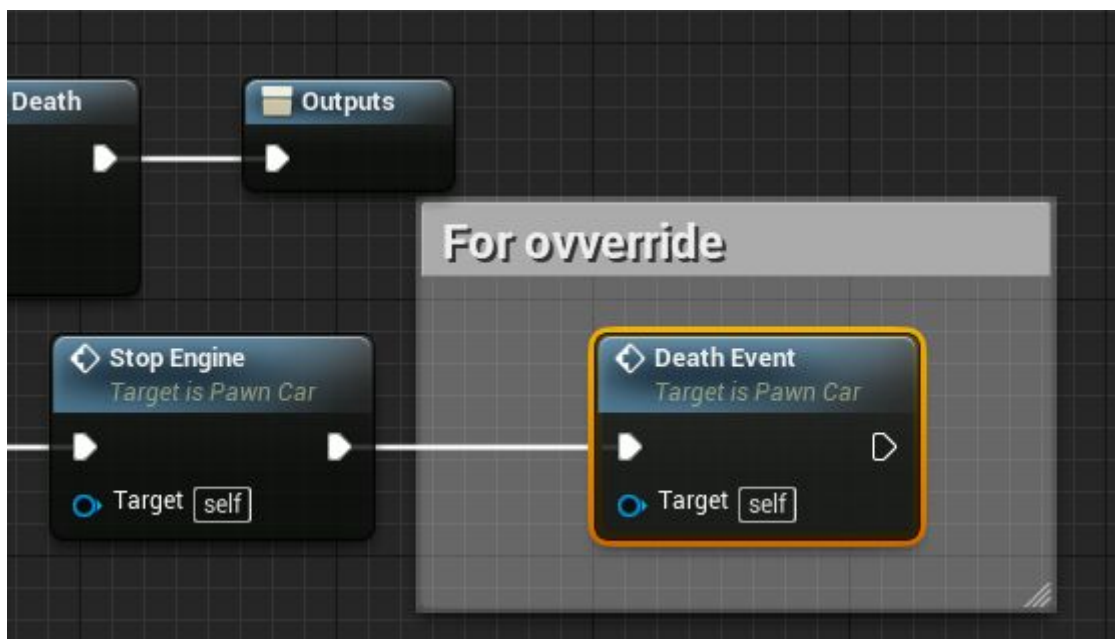 Death
Outputs
For ovverride
Stop Engine
Target is Pawn Car
Target self
Death Event
Target is Pawn Car
Target self